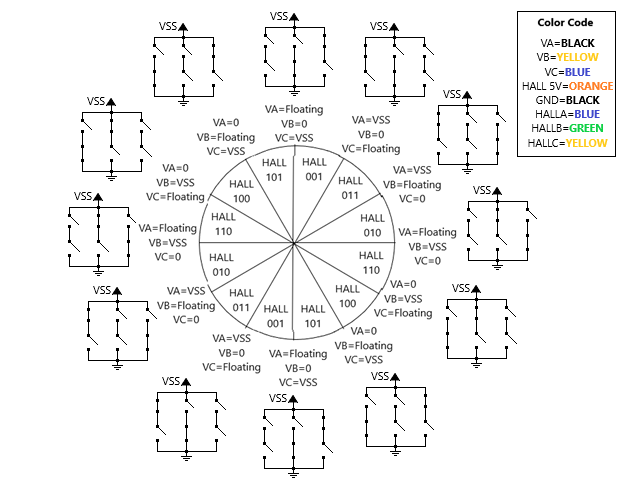 Color Code
VA=BLACK
VB=YELLOW
VC=BLUE
HALL 5V=ORANGE
GND=BLACK
HALLA=BLUE
HALLB=GREEN
HALLC=YELLOW
VSS
VSS
VSS
VSS
VSS
VSS
VSS
VSS
VSS
VSS
VSS
VSS
VA=Floating
VB=0
VC=VSS
VA=VSS
VB=0
VC=Floating
VA=VSS
VB=Floating
VC=0
VA=Floating
VB=VSS
VC=0
VA=0
VB=VSS
VC=Floating
VA=0
VB=Floating
VC=VSS
VA=Floating
VB=0
VC=VSS
VA=VSS
VB=0
VC=Floating
VA=VSS
VB=Floating
VC=0
VA=Floating
VB=VSS
VC=0
VA=0
VB=VSS
VC=Floating
VA=0
VB=Floating
VC=VSS
HALL
101
HALL
001
HALL
011
HALL
010
HALL
110
HALL
100
HALL
101
HALL
001
HALL
011
HALL
010
HALL
110
HALL
100